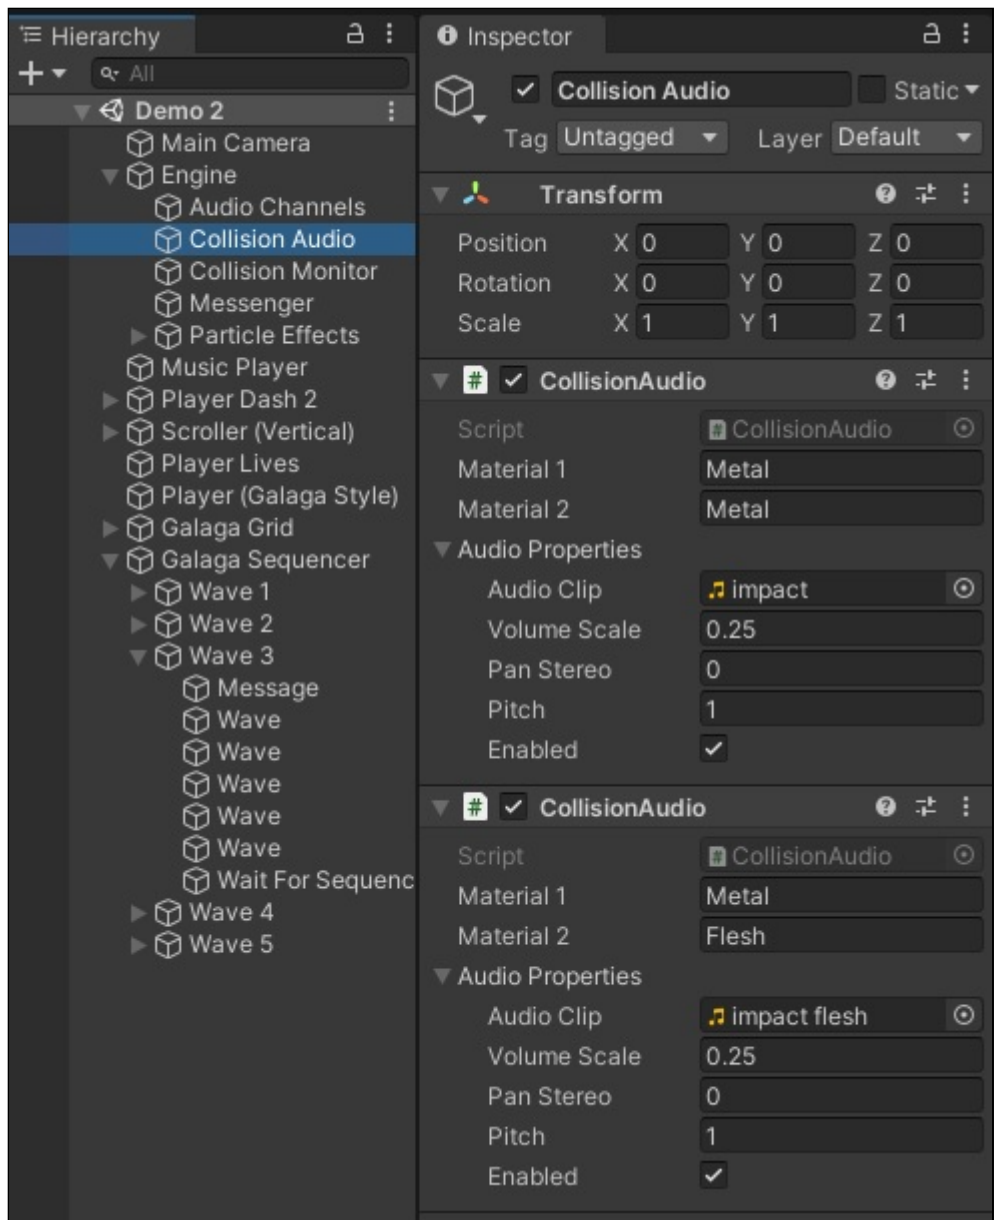 Hierarchy
All
Demo 2
Main Camera
Engine
Audio Channels
Collision Audio
Collision Monitor
Messenger
Particle Effects
Music Player
Player Dash 2
Scroller (Vertical)
Player Lives
Player (Galaga Style)
Galaga Grid
Galaga Sequencer
Wave 1
Wave 2
Wave 3
Message
Wave
Wave
Wave
Wave
Wave
Wait For Sequenc
Wave 4
Wave 5
Inspector
Collision Audio Static
Tag Untagged Layer Default
Transform
Position X 0 Y 0 Z 0
Rotation X 0 Y 0 Z 0
Scale X 1 Y 1 Z 1
# CollisionAudio
Script # CollisionAudio
Material 1 Metal
Material 2 Metal
Audio Properties
Audio Clip impact
Volume Scale 0.25
Pan Stereo 0
Pitch 1
Enabled
# CollisionAudio
Script # CollisionAudio
Material 1 Metal
Material 2 Flesh
Audio Properties
Audio Clip impact flesh
Volume Scale 0.25
Pan Stereo 0
Pitch 1
Enabled